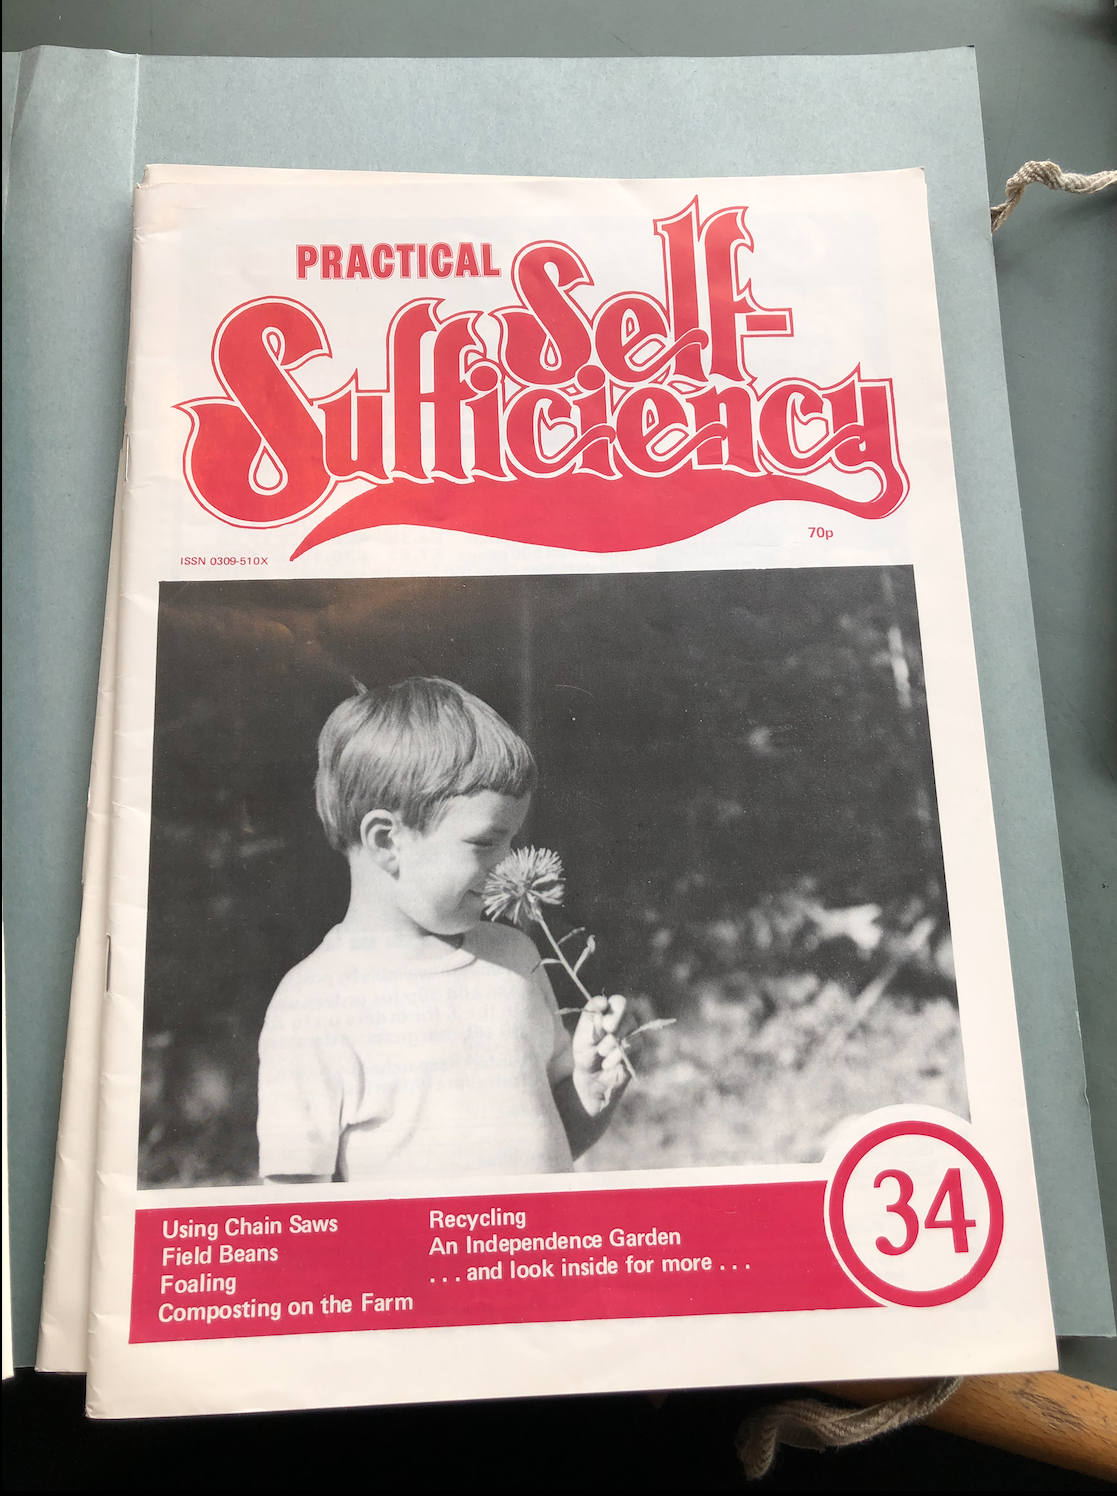 PRACTICAL Self-
Sufficiency
70p
ISSN 0309-510X
Using Chain Saws
Field Beans
Foaling
Composting on the Farm
Recycling
An Independence Garden
. . . and look inside for more . . .
34